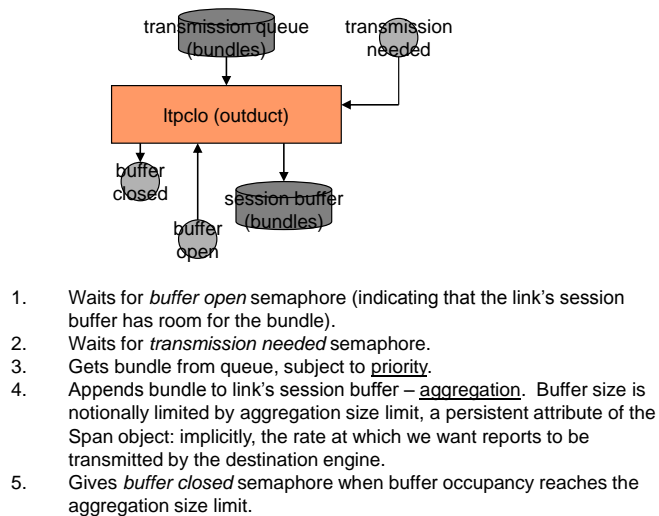 transmission queue
(bundles)
transmission
needed
ltpclo (outduct)
buffer
closed
session buffer
(bundles)
buffer
open
1. Waits for buffer open semaphore (indicating that the link's session
buffer has room for the bundle).
2. Waits for transmission needed semaphore.
3. Gets bundle from queue, subject to priority.
4. Appends bundle to link's session buffer – aggregation. Buffer size is
notionally limited by aggregation size limit, a persistent attribute of the
Span object: implicitly, the rate at which we want reports to be
transmitted by the destination engine.
5. Gives buffer closed semaphore when buffer occupancy reaches the
aggregation size limit.